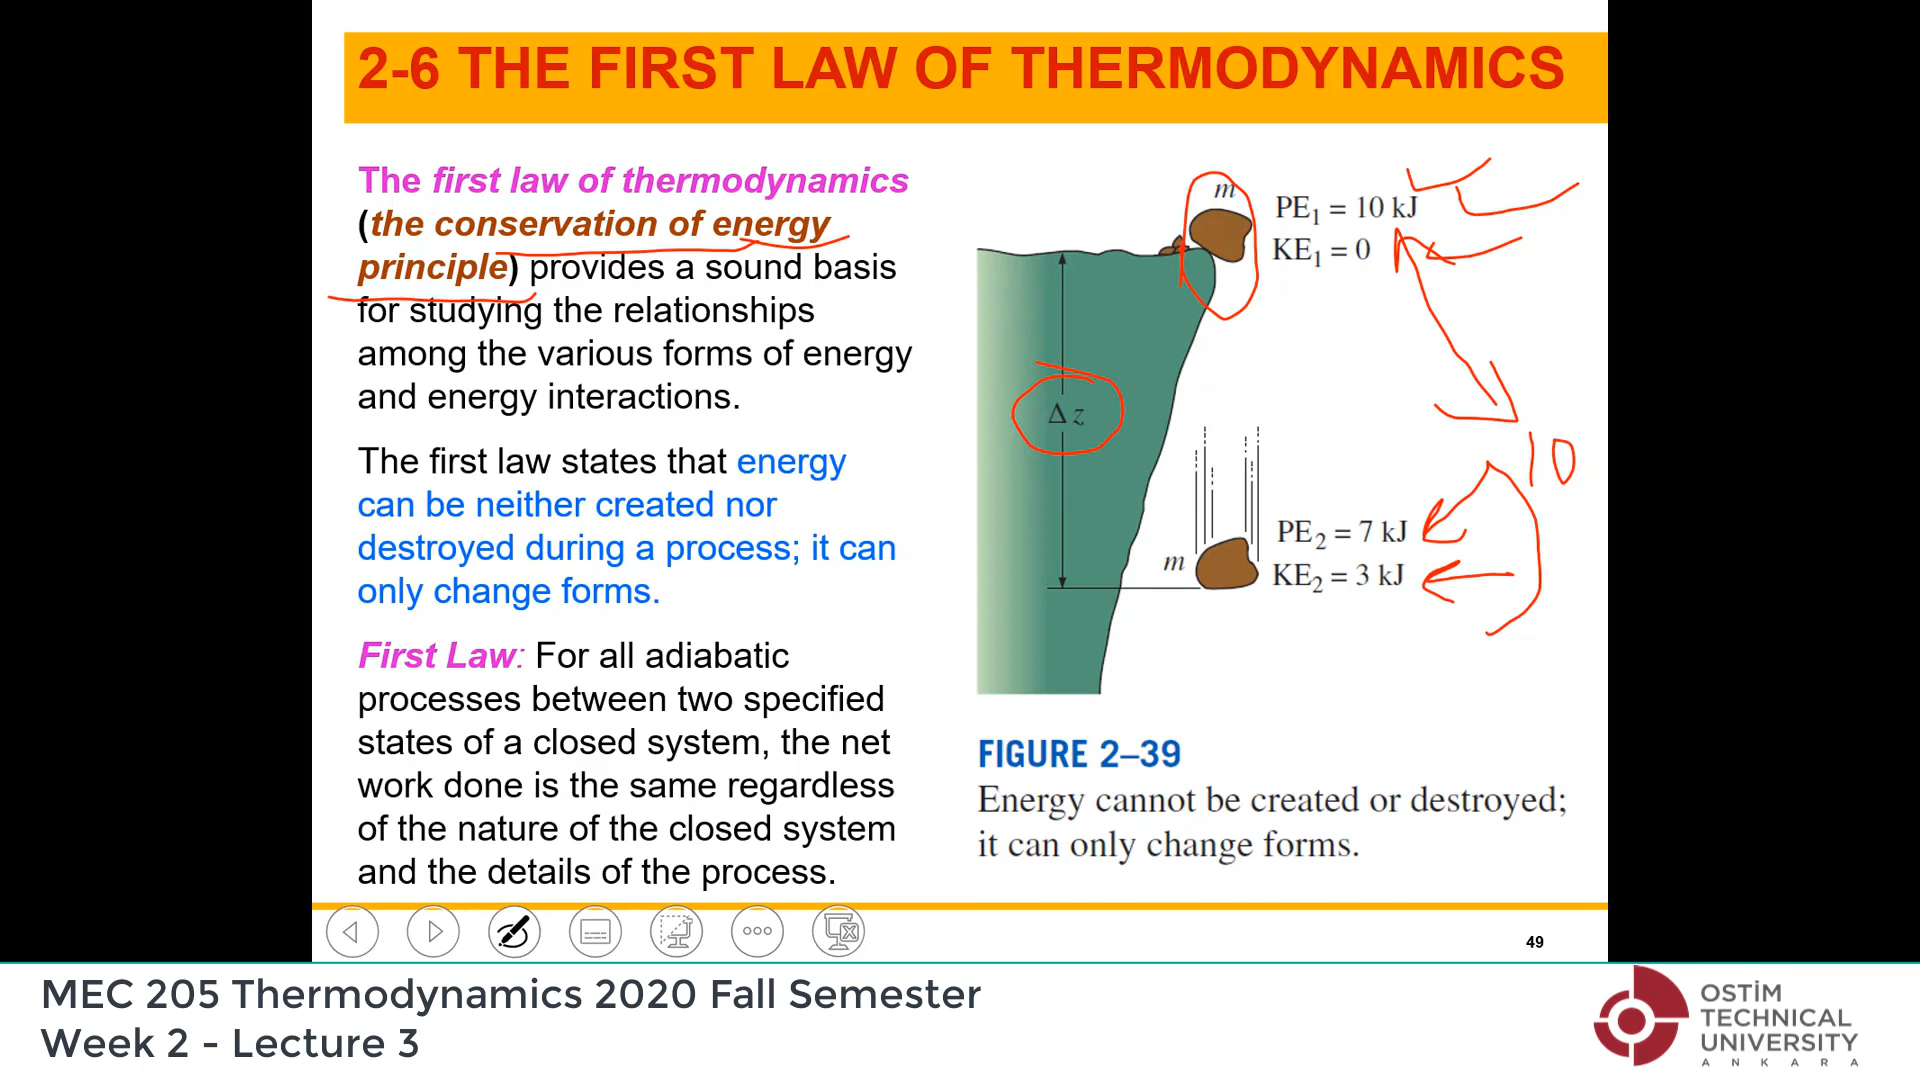 2-6 THE FIRST LAW OF THERMODYNAMICS
The first law of thermodynamics
(the conservation of energy
principle) provides a sound basis
for studying the relationships
among the various forms of energy
and energy interactions.
The first law states that energy
can be neither created nor
destroyed during a process; it can
only change forms.
First Law: For all adiabatic
processes between two specified
states of a closed system, the net
work done is the same regardless
of the nature of the closed system
and the details of the process.
m
PE₁ = 10 kJ
KE₁ = 0
Δz
10
m
PE₂ = 7 kJ
KE₂ = 3 kJ
FIGURE 2–39
Energy cannot be created or destroyed;
it can only change forms.
49
MEC 205 Thermodynamics 2020 Fall Semester
Week 2 - Lecture 3
OSTİM
TECHNICAL
UNIVERSITY
ANKARA